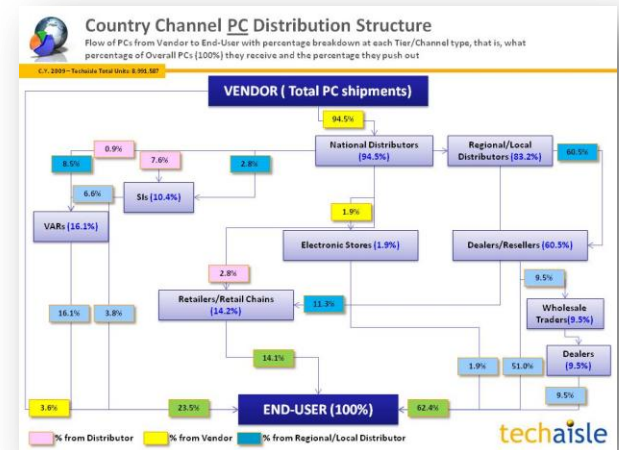 Country Channel PC Distribution Structure
Flow of PCs from Vendor to End-User with percentage breakdown at each Tier/Channel type, that is, what
percentage of Overall PCs (100%) they receive and the percentage they push out
C.Y. 2009 – Techaisle Total Units 8,991,587
VENDOR ( Total PC shipments)
94.5%
National Distributors
(94.5%)
Regional/Local
Distributors (83.2%)
60.5%
0.9%
8.5%
7.6%
2.8%
6.6%
SIs (10.4%)
VARs (16.1%)
1.9%
Electronic Stores (1.9%)
Dealers/Resellers (60.5%)
2.8%
9.5%
Retailers/Retail Chains
(14.2%)
11.3%
Wholesale
Traders(9.5%)
16.1%
3.8%
14.1%
1.9%
51.0%
Dealers
(9.5%)
9.5%
3.6%
23.5%
END-USER (100%)
62.4%
% from Distributor
% from Vendor
% from Regional/Local Distributor
techaisle